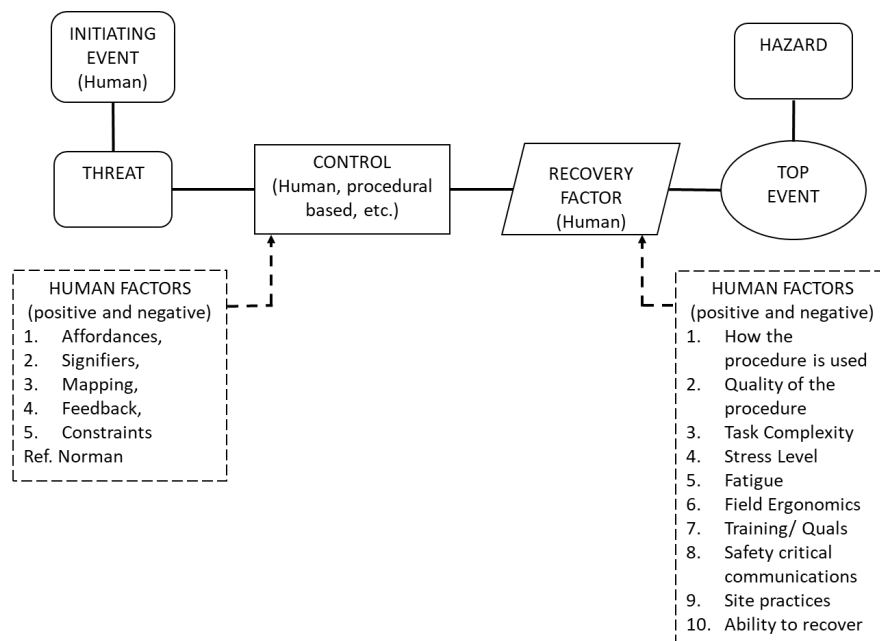 INITIATING
EVENT
(Human)
HAZARD
THREAT
CONTROL
(Human, procedural
based, etc.)
RECOVERY
FACTOR
(Human)
TOP
EVENT
HUMAN FACTORS
(positive and negative)
1. Affordances,
2. Signifiers,
3. Mapping,
4. Feedback,
5. Constraints
Ref. Norman
HUMAN FACTORS
(positive and negative)
1. How the
procedure is used
2. Quality of the
procedure
3. Task Complexity
4. Stress Level
5. Fatigue
6. Field Ergonomics
7. Training/ Quals
8. Safety critical
communications
9. Site practices
10. Ability to recover